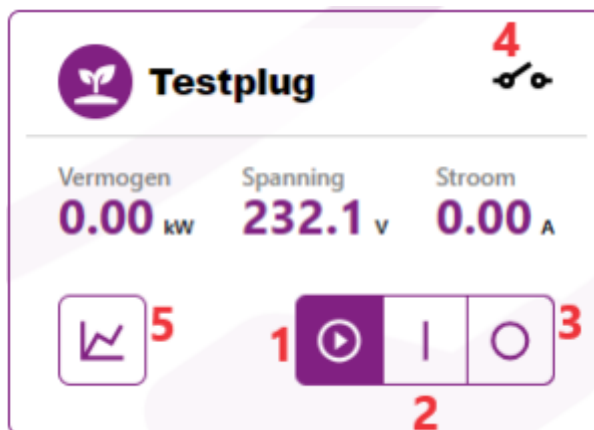 4
Testplug
Vermogen Spanning Stroom
0.00 kW 232.1 V 0.00 A
5 1 3
2